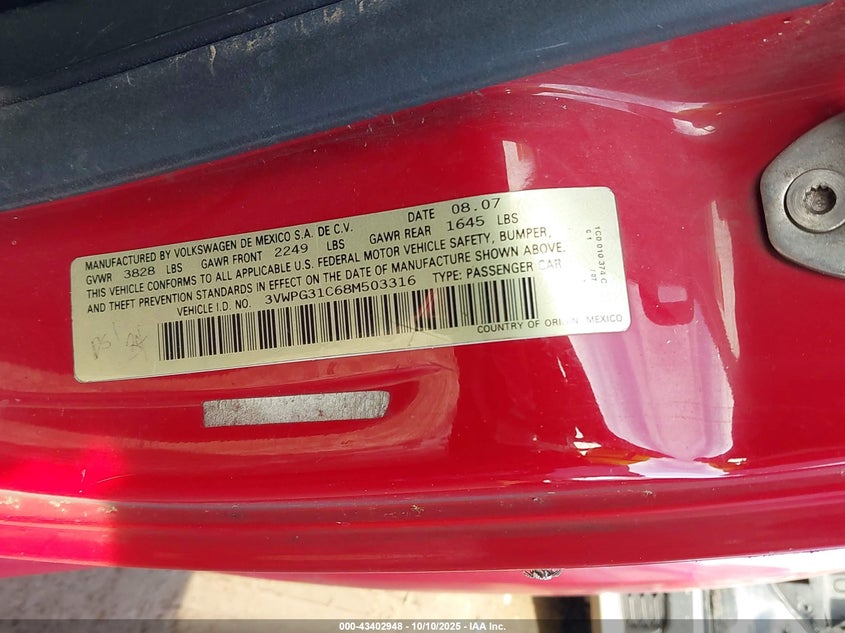 MANUFACTURED BY VOLKSWAGEN DE MEXICO S.A. DE C.V. DATE 08.07
GVWR 3828 LBS GAWR FRONT 2249 LBS GAWR REAR 1645 LBS
THIS VEHICLE CONFORMS TO ALL APPLICABLE U.S. FEDERAL MOTOR VEHICLE SAFETY, BUMPER,
AND THEFT PREVENTION STANDARDS IN EFFECT ON THE DATE OF MANUFACTURE SHOWN ABOVE.
VEHICLE I.D. NO. 3VWPG31C68M503316 TYPE: PASSENGER CAR
COUNTRY OF ORIGIN MEXICO
1C0 010 374 C
000-43402948 - 10/10/2025 - IAA Inc.